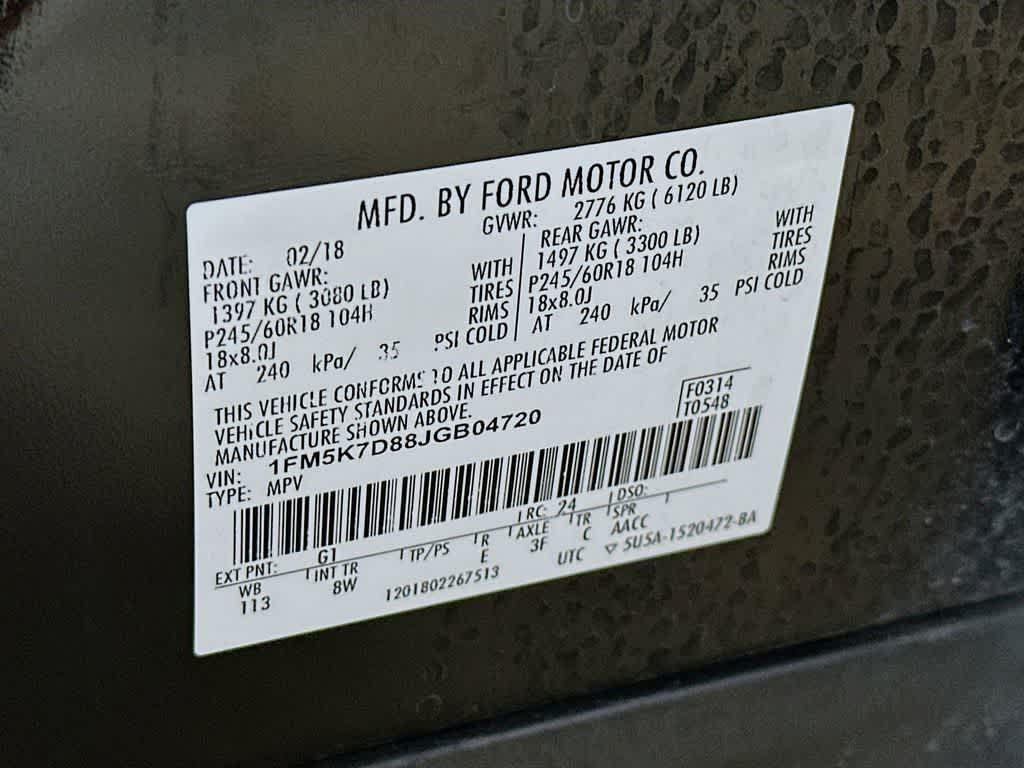 MFD. BY FORD MOTOR CO.
DATE: 02/18 GVWR: 2776 KG ( 6120 LB)
FRONT GAWR:
1397 KG ( 3080 LB) WITH
P245/60R18 104H TIRES
18x8.0J RIMS
AT 240 kPa/ 35 PSI COLD
REAR GAWR:
1497 KG ( 3300 LB) WITH
P245/60R18 104H TIRES
18x8.0J RIMS
AT 240 kPa/ 35 PSI COLD
THIS VEHICLE CONFORMS TO ALL APPLICABLE FEDERAL MOTOR
VEHICLE SAFETY STANDARDS IN EFFECT ON THE DATE OF
MANUFACTURE SHOWN ABOVE.
F0314
T0548
VIN: 1FM5K7D88JGB04720
TYPE: MPV
EXT PNT: G1 RC: 24 DSO:
WB INT TR TP/PS R AXLE TR SPR
113 8W E 3F C AACC
1201802267513 UTC ▽ 5U5A-1520472-BA